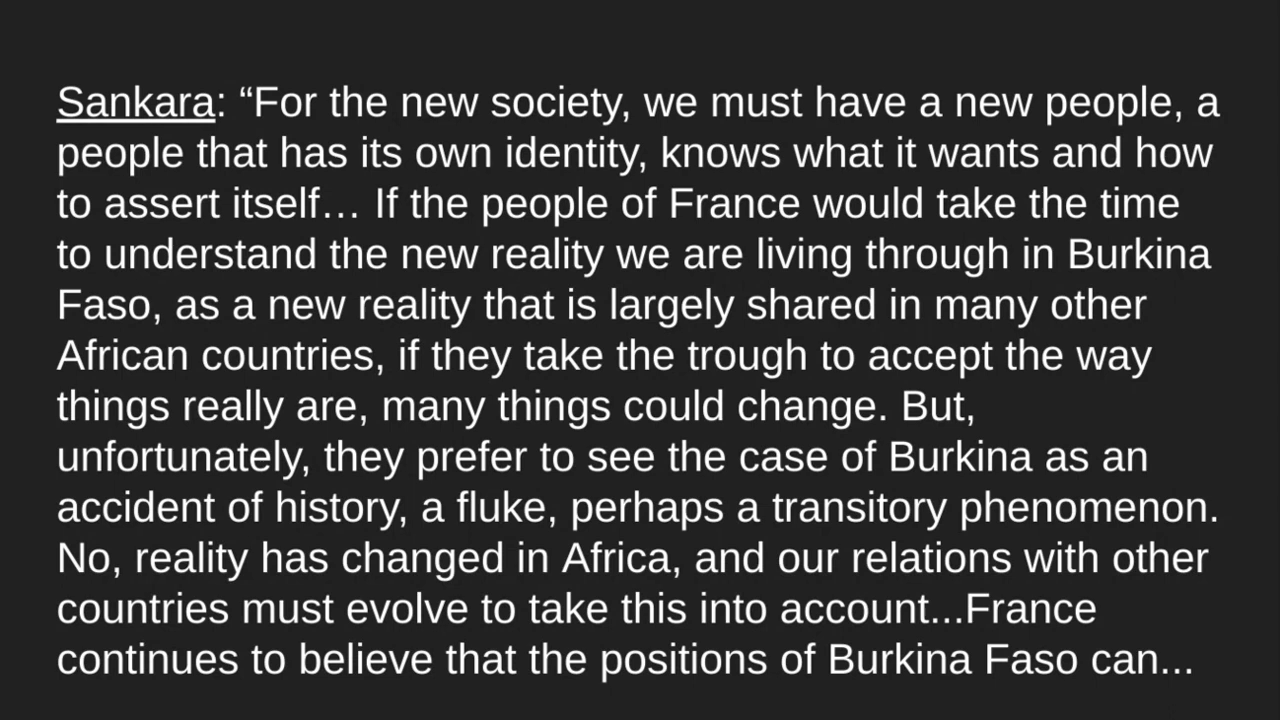 Sankara: “For the new society, we must have a new people, a
people that has its own identity, knows what it wants and how
to assert itself… If the people of France would take the time
to understand the new reality we are living through in Burkina
Faso, as a new reality that is largely shared in many other
African countries, if they take the trough to accept the way
things really are, many things could change. But,
unfortunately, they prefer to see the case of Burkina as an
accident of history, a fluke, perhaps a transitory phenomenon.
No, reality has changed in Africa, and our relations with other
countries must evolve to take this into account...France
continues to believe that the positions of Burkina Faso can...